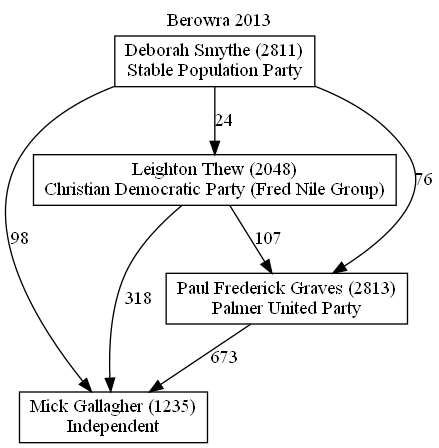 Berowra 2013
Deborah Smythe (2811)
Stable Population Party
24
Leighton Thew (2048)
Christian Democratic Party (Fred Nile Group)
76
98
107
318
Paul Frederick Graves (2813)
Palmer United Party
673
Mick Gallagher (1235)
Independent